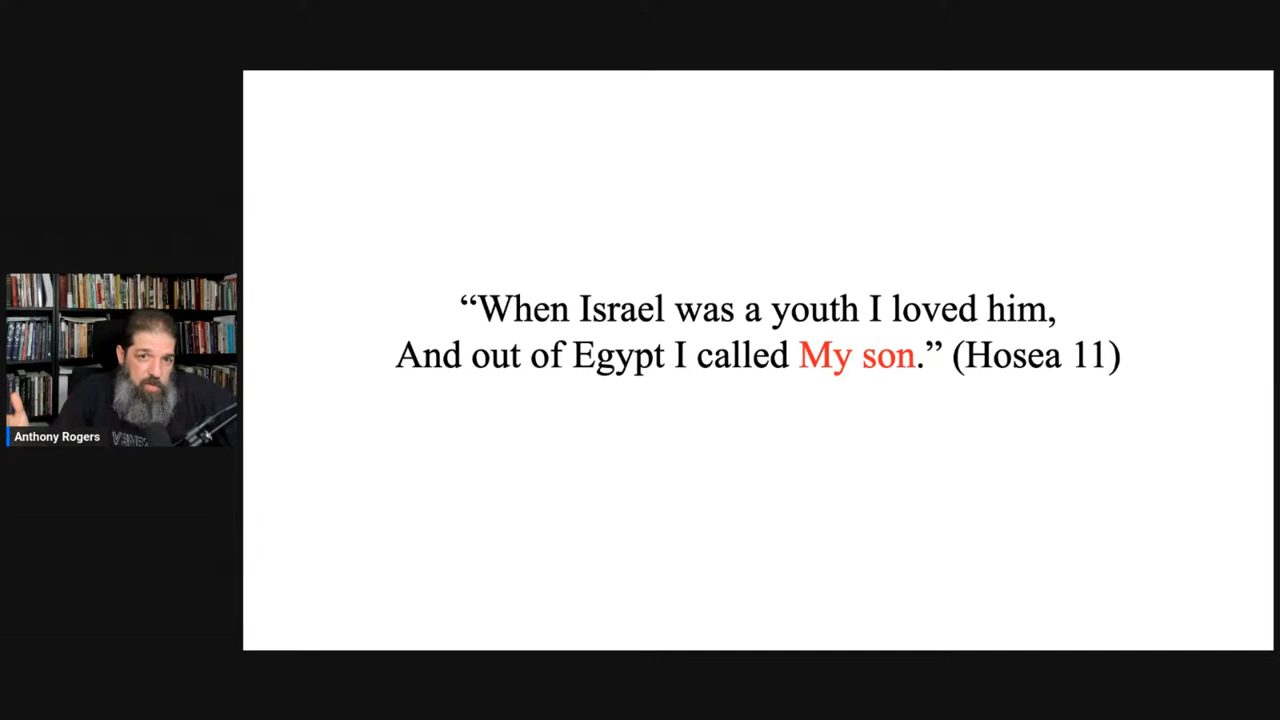 “When Israel was a youth I loved him,
And out of Egypt I called My son.” (Hosea 11)
Anthony Rogers